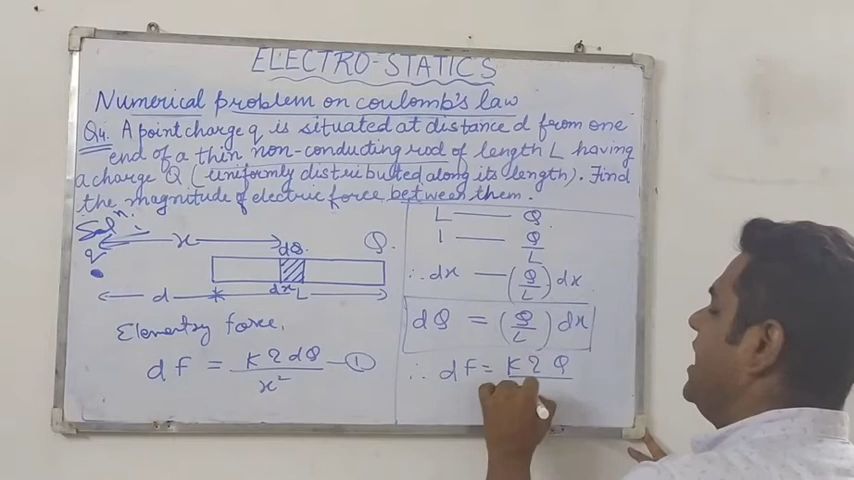 ELECTRO-STATICS
Numerical problem on coulomb's law
Q4. A point charge q is situated at distance d from one
end of a thin non-conducting rod of length L having
a charge Q (uniformly distributed along its length). Find
the magnitude of electric force between them.
Solⁿ:
x
dQ
Q.
q
dx
d
L
Elementry force,
dF = K q dQ / x² — ①
L — Q
1 — Q/L
∴ dx — (Q/L) dx
dQ = (Q/L) dx
∴ dF = K q Q